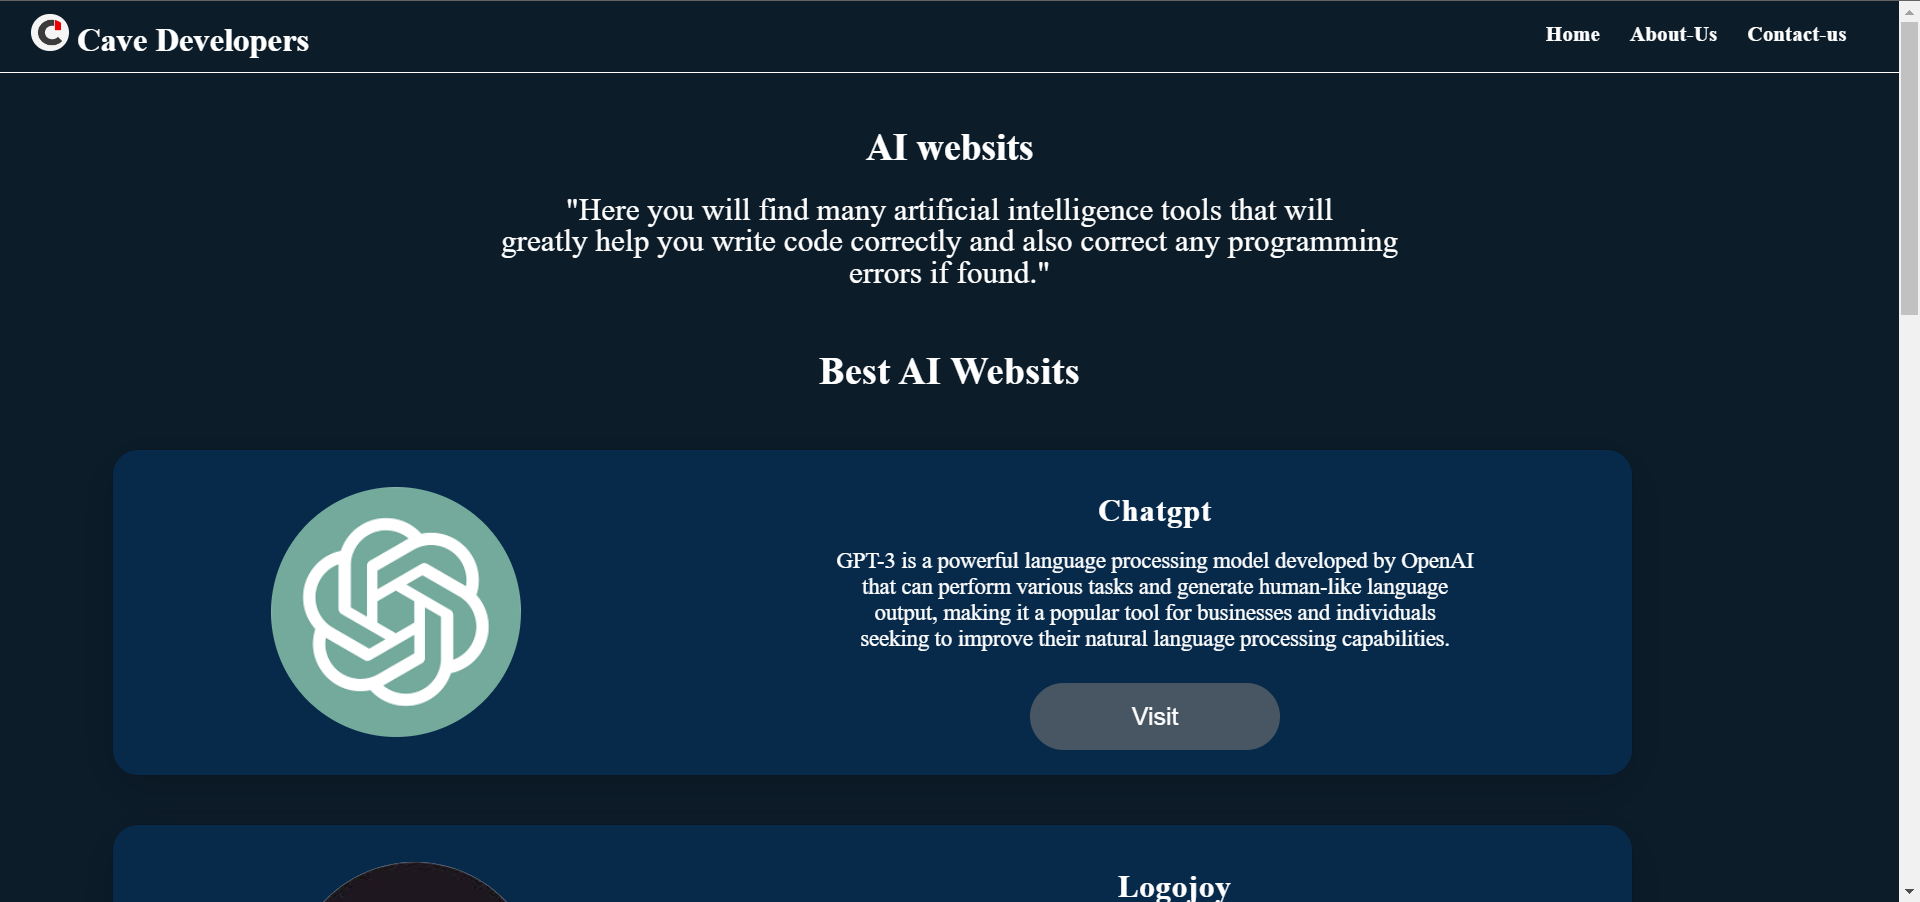 Cave Developers
Home
About-Us
Contact-us
AI websits
"Here you will find many artificial intelligence tools that will
greatly help you write code correctly and also correct any programming
errors if found."
Best AI Websits
Chatgpt
GPT-3 is a powerful language processing model developed by OpenAI
that can perform various tasks and generate human-like language
output, making it a popular tool for businesses and individuals
seeking to improve their natural language processing capabilities.
Visit
Logojoy